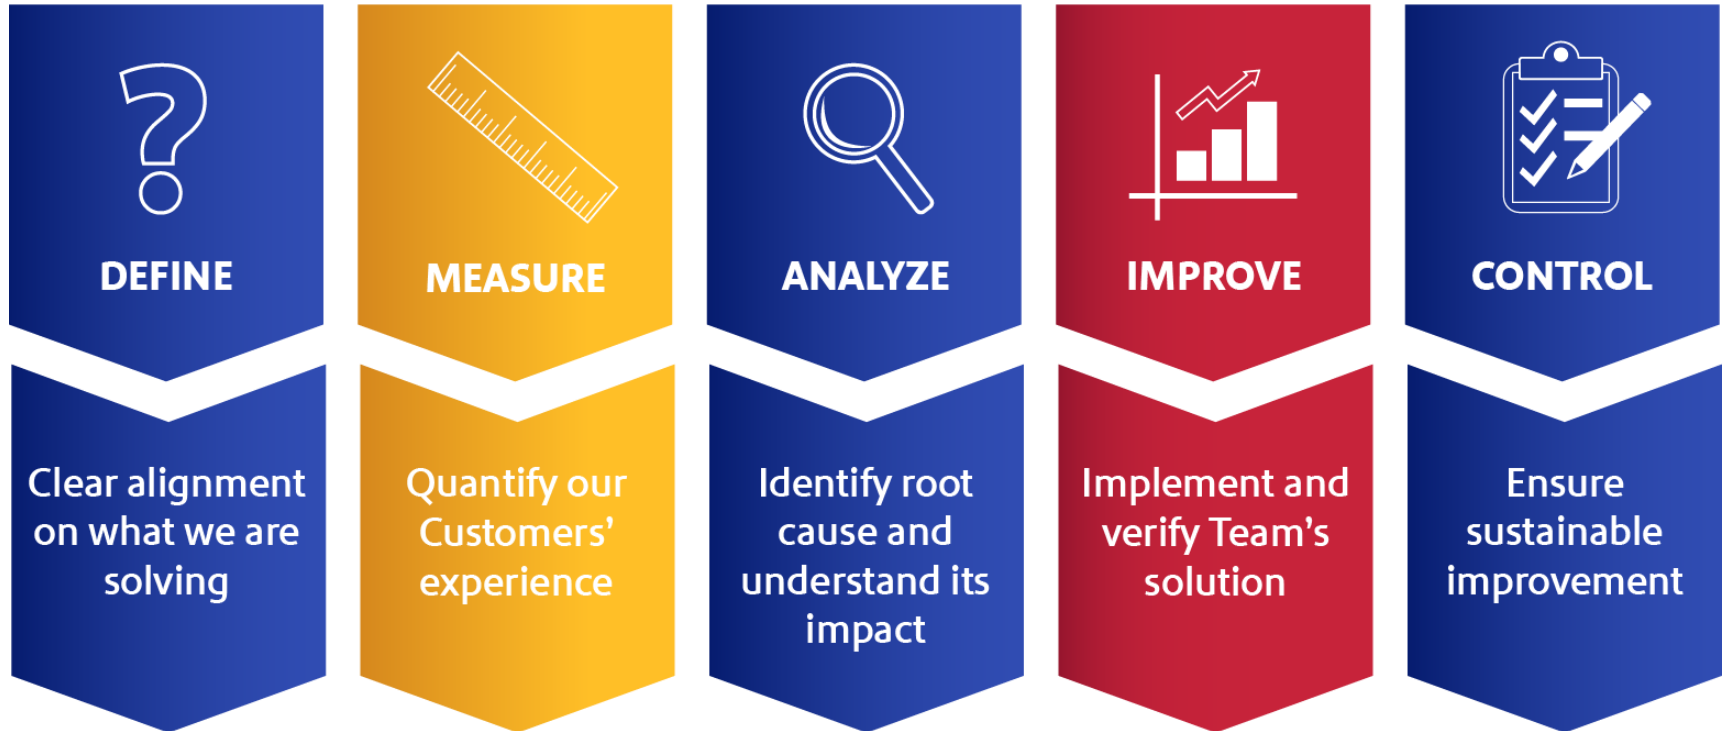 DEFINE
MEASURE
ANALYZE
IMPROVE
CONTROL
Clear alignment
on what we are
solving
Quantify our
Customers’
experience
Identify root
cause and
understand its
impact
Implement and
verify Team’s
solution
Ensure
sustainable
improvement